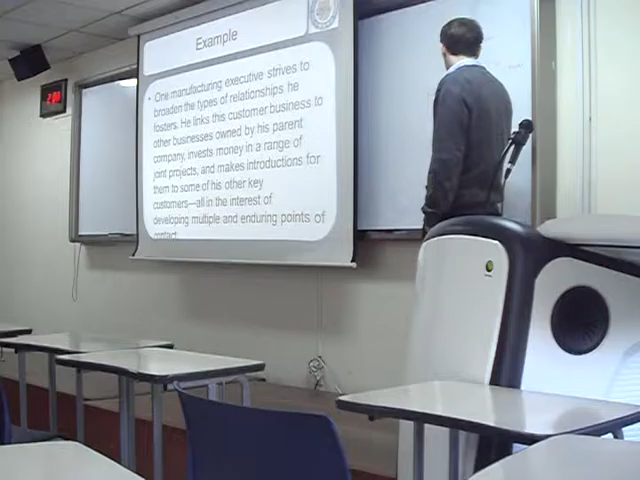 Example
• One manufacturing executive strives to
broaden the types of relationships he
fosters. He links this customer business to
other businesses owned by his parent
company, invests money in a range of
joint projects, and makes introductions for
them to some of his other key
customers—all in the interest of
developing multiple and enduring points of
contact